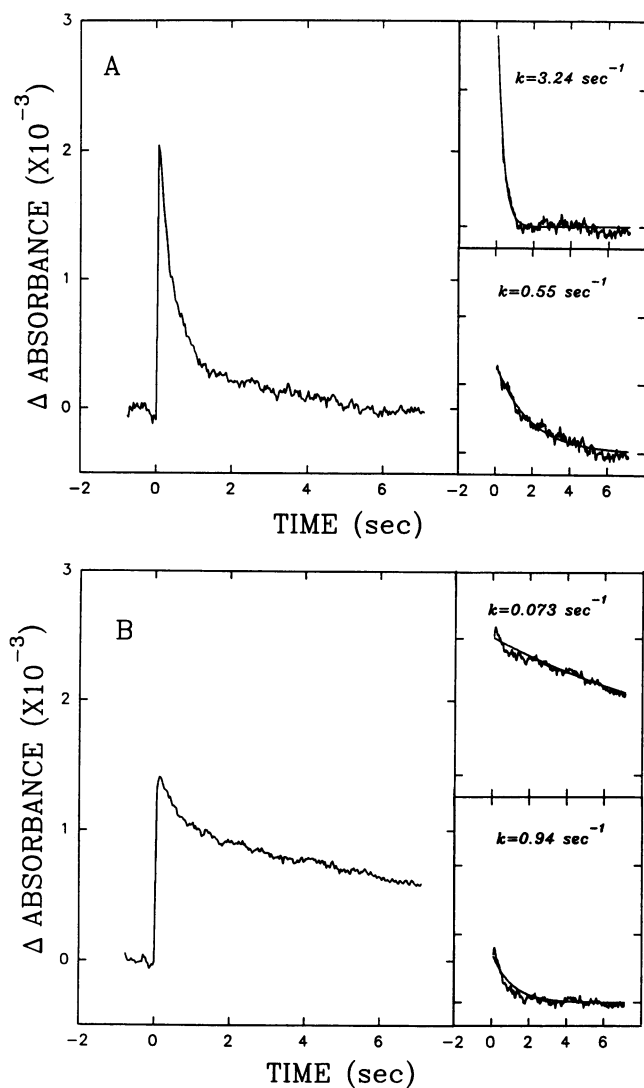 A
Δ ABSORBANCE (X10⁻³)
3
2
1
0
-2
0
2
4
6
TIME (sec)
k=3.24 sec⁻¹
k=0.55 sec⁻¹
-2
0
2
4
6
B
Δ ABSORBANCE (X10⁻³)
3
2
1
0
-2
0
2
4
6
TIME (sec)
k=0.073 sec⁻¹
k=0.94 sec⁻¹
-2
0
2
4
6